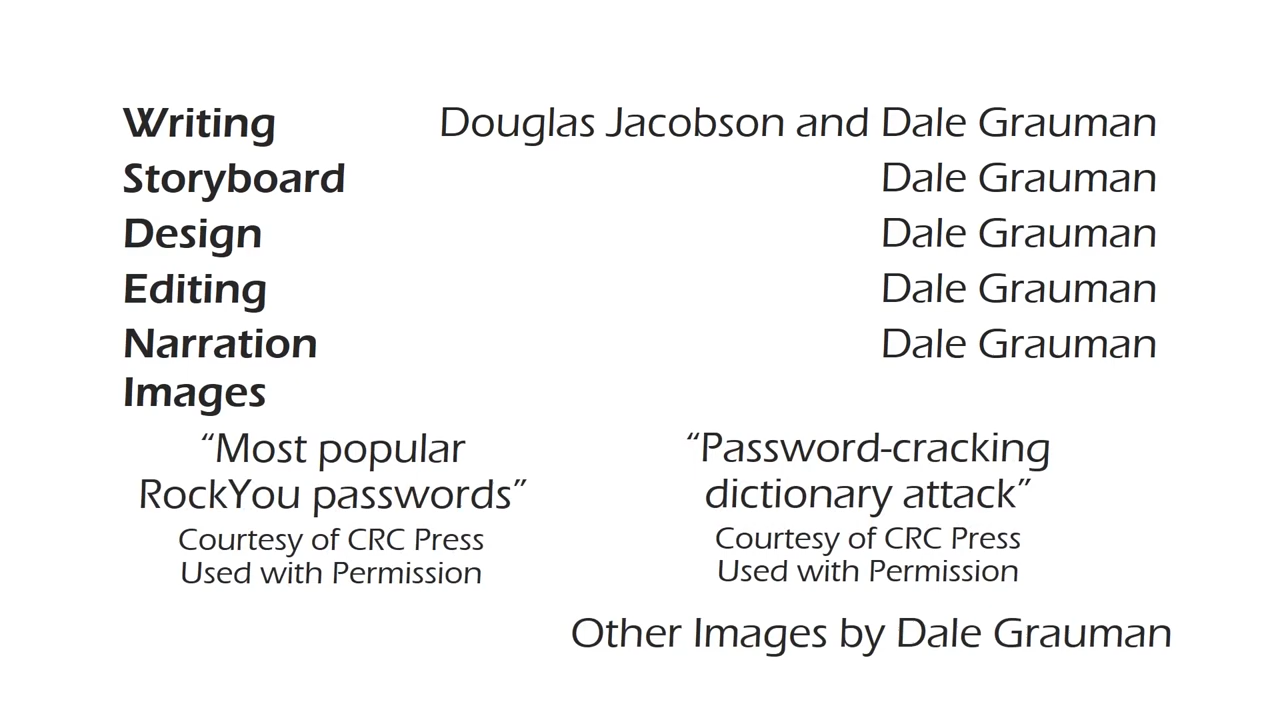 Writing Douglas Jacobson and Dale Grauman
Storyboard Dale Grauman
Design Dale Grauman
Editing Dale Grauman
Narration Dale Grauman
Images
“Most popular
RockYou passwords”
Courtesy of CRC Press
Used with Permission
“Password-cracking
dictionary attack”
Courtesy of CRC Press
Used with Permission
Other Images by Dale Grauman